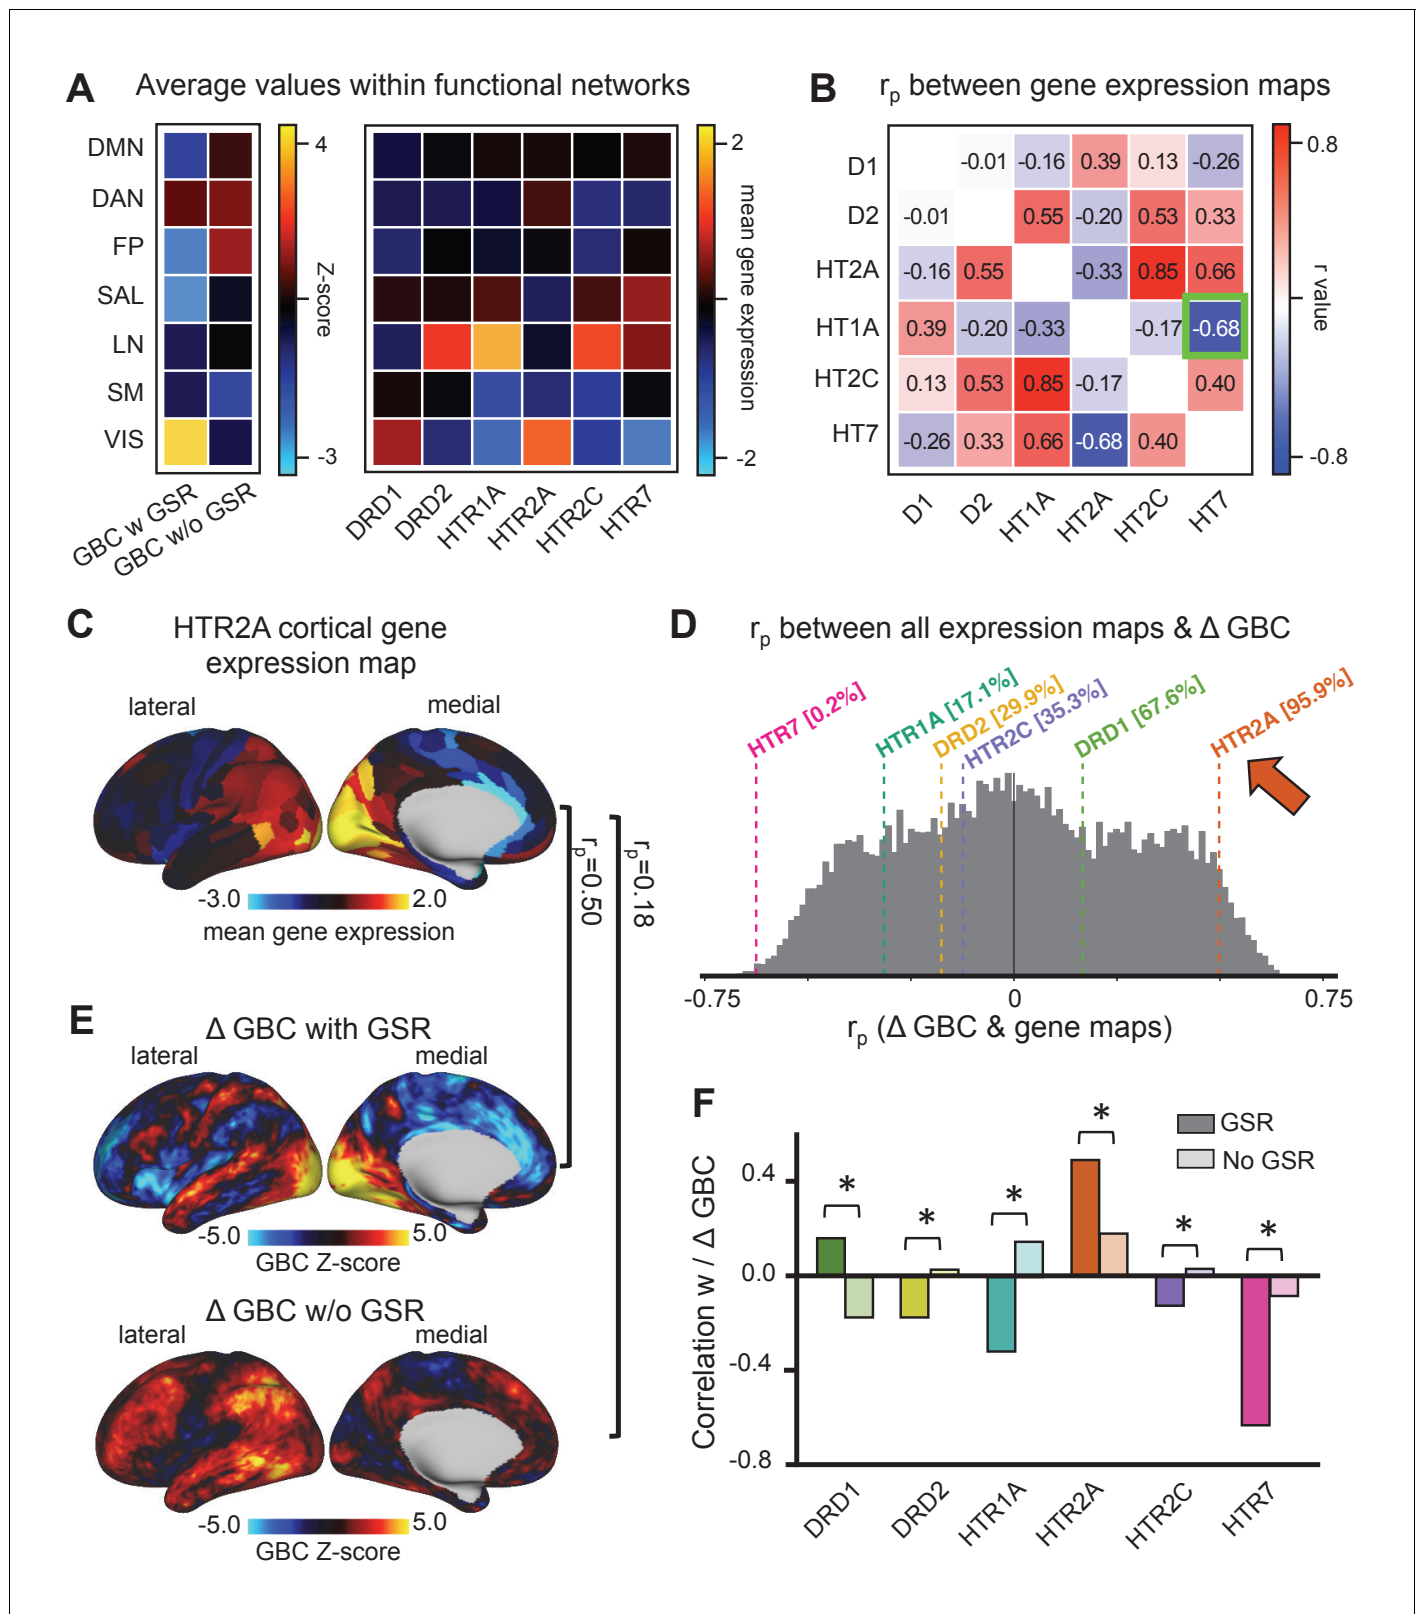 A Average values within functional networks
DMN
DAN
FP
SAL
LN
SM
VIS
GBC w GSR
GBC w/o GSR
4
Z-score
-3
DRD1
DRD2
HTR1A
HTR2A
HTR2C
HTR7
2
mean gene expression
-2
B rp between gene expression maps
D1 -0.01 -0.16 0.39 0.13 -0.26
D2 -0.01 0.55 -0.20 0.53 0.33
HT2A -0.16 0.55 -0.33 0.85 0.66
HT1A 0.39 -0.20 -0.33 -0.17 -0.68
HT2C 0.13 0.53 0.85 -0.17 0.40
HT7 -0.26 0.33 0.66 -0.68 0.40
D1
D2
HT1A
HT2A
HT2C
HT7
0.8
r value
-0.8
C HTR2A cortical gene
expression map
lateral
medial
-3.0 2.0
mean gene expression
rp=0.50
rp=0.18
D rp between all expression maps & Δ GBC
HTR7 [0.2%]
HTR1A [17.1%]
DRD2 [29.9%]
HTR2C [35.3%]
DRD1 [67.6%]
HTR2A [95.9%]
-0.75 0 0.75
rp (Δ GBC & gene maps)
E Δ GBC with GSR
lateral
medial
-5.0 5.0
GBC Z-score
Δ GBC w/o GSR
lateral
medial
-5.0 5.0
GBC Z-score
F
GSR
No GSR
Correlation w / Δ GBC
0.4
0.0
-0.4
-0.8
* * * * * *
DRD1
DRD2
HTR1A
HTR2A
HTR2C
HTR7